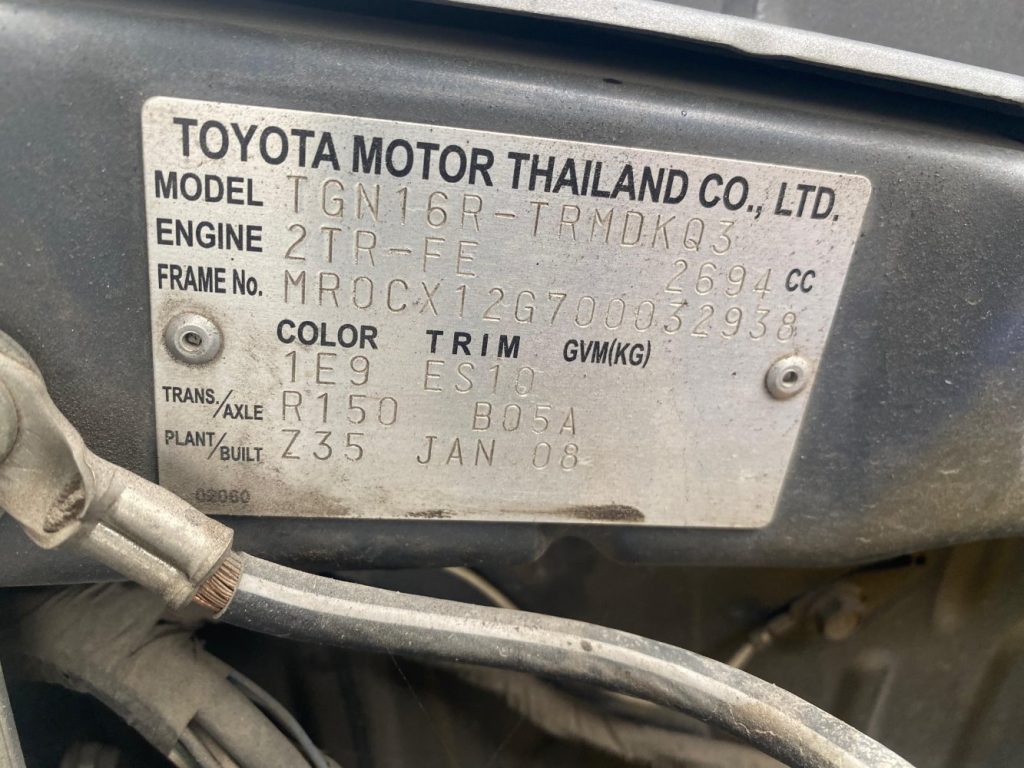 TOYOTA MOTOR THAILAND CO., LTD.
MODEL TGN16R-TRMDKQ3
ENGINE 2TR-FE 2694 CC
FRAME No. MR0CX12G700032938
COLOR TRIM GVM(KG)
1E9 ES10
TRANS./AXLE R150 B05A
PLANT/BUILT Z35 JAN 08
02060